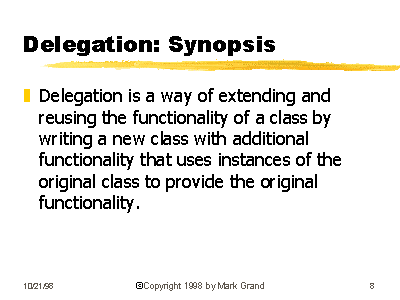 Delegation: Synopsis
Delegation is a way of extending and
reusing the functionality of a class by
writing a new class with additional
functionality that uses instances of the
original class to provide the original
functionality.
10/21/98 ©Copyright 1998 by Mark Grand 8